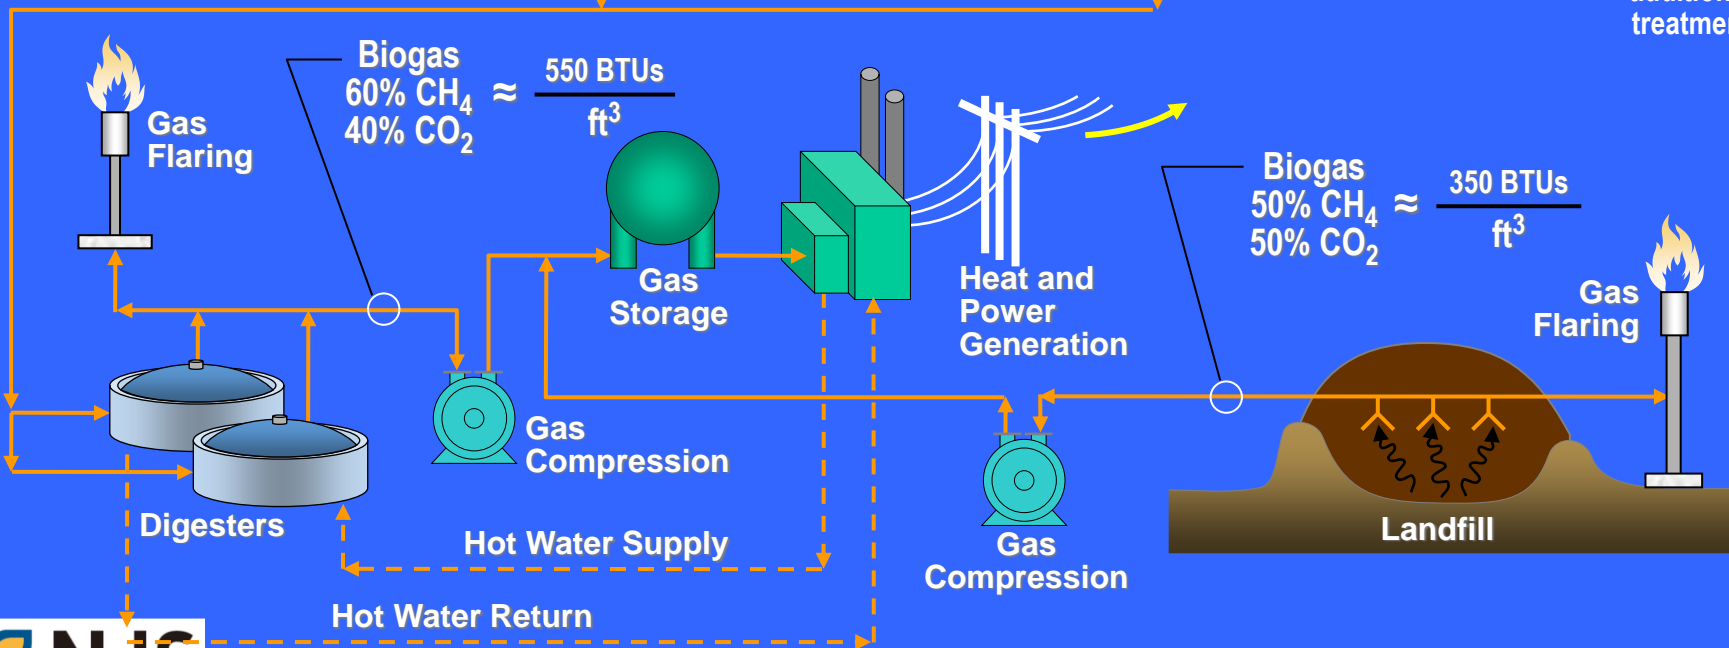 treatmen
Biogas
60% CH₄ ≈ 550 BTUs
40% CO₂ ft³
Gas
Flaring
Biogas
50% CH₄ ≈ 350 BTUs
50% CO₂ ft³
Gas
Storage
Heat and
Power
Generation
Gas
Flaring
Gas
Compression
Digesters
Landfill
Hot Water Supply
Gas
Compression
Hot Water Return